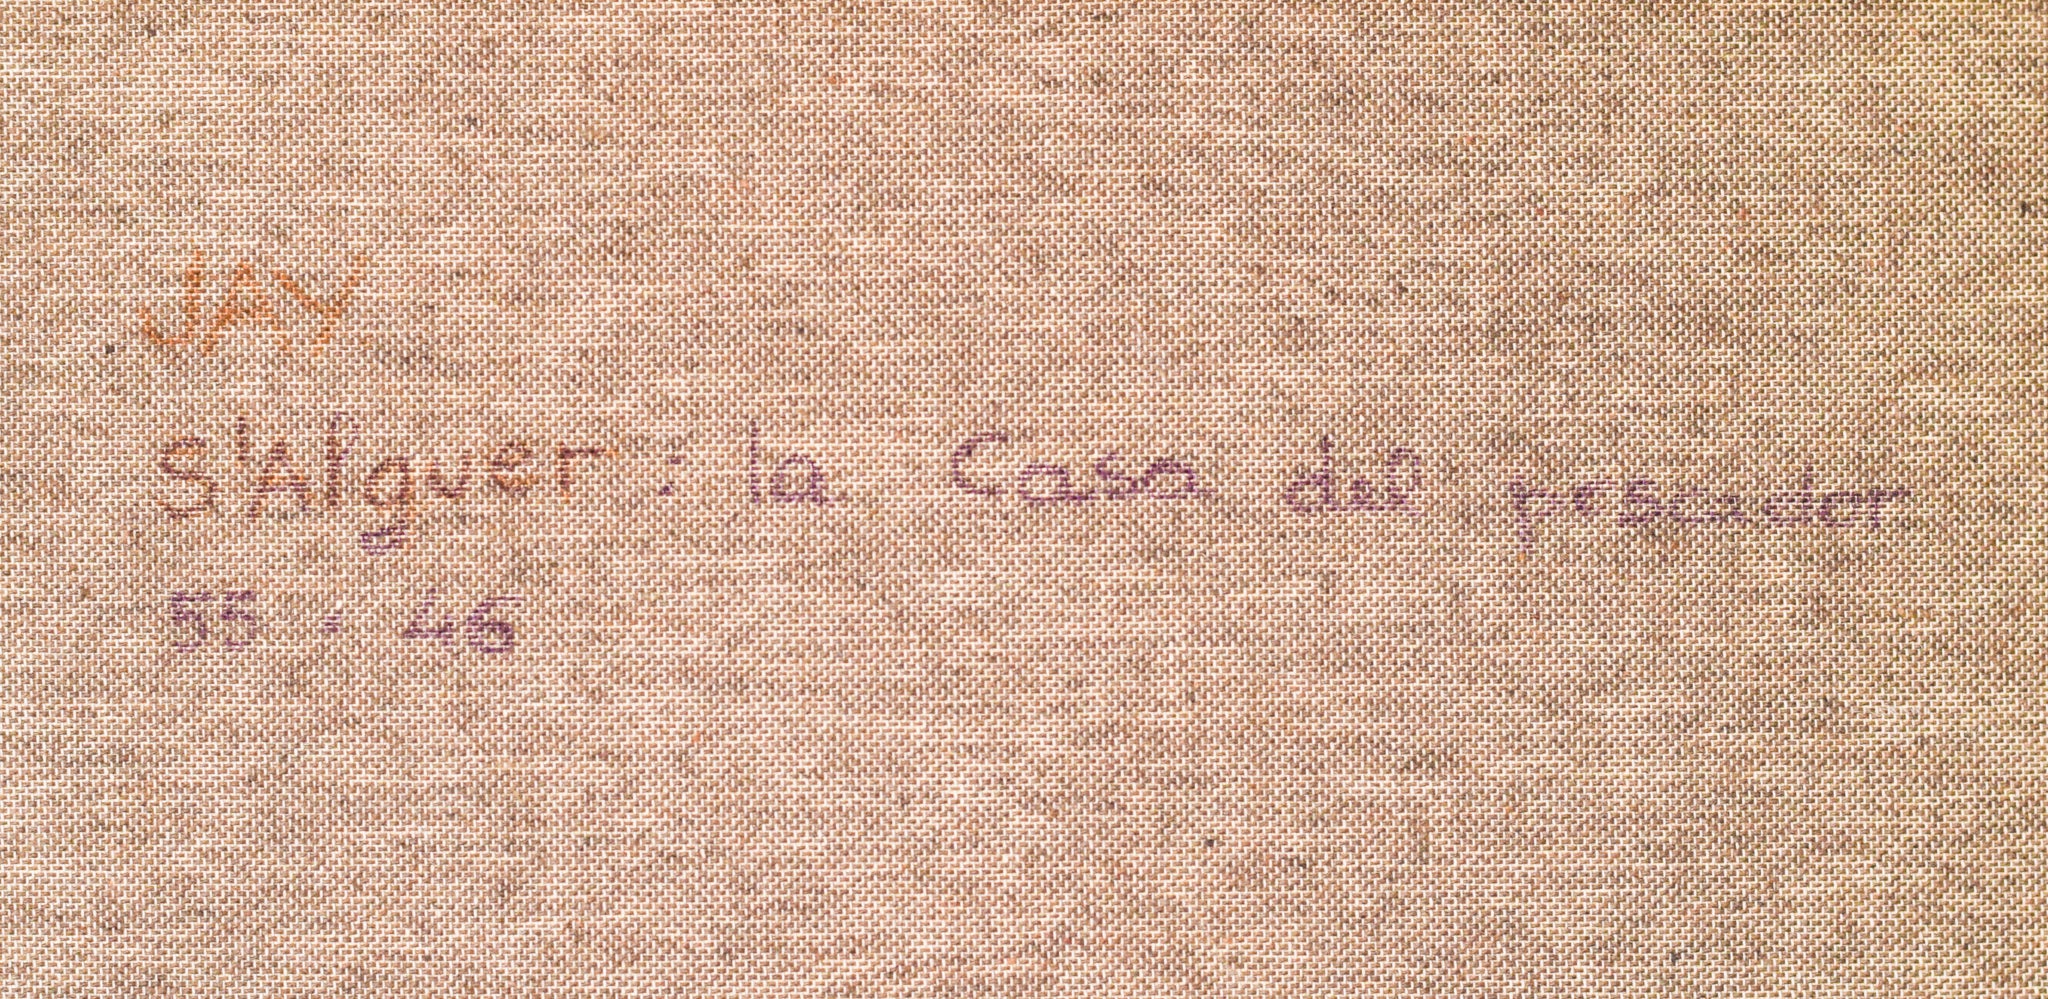 JAY
S'Alguer : la Casa del pescador
55 · 46